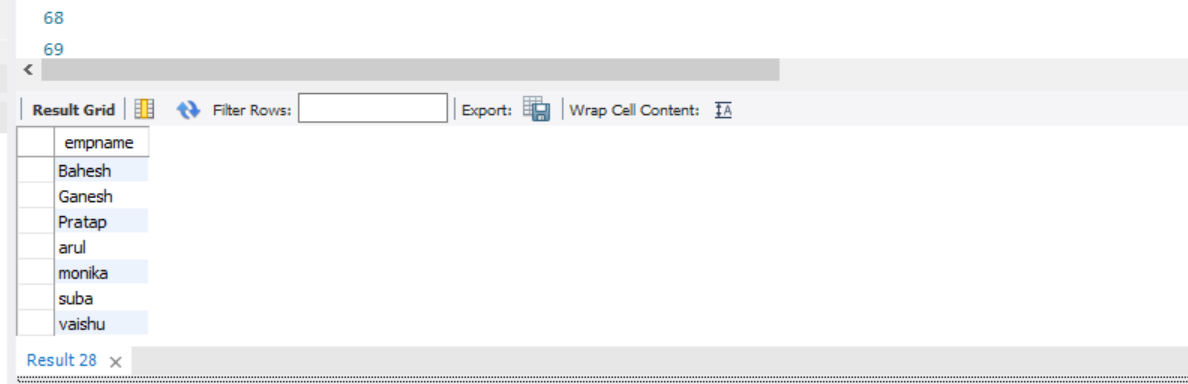 68
69
Result Grid Filter Rows: Export: Wrap Cell Content:
empname
Bahesh
Ganesh
Pratap
arul
monika
suba
vaishu
Result 28